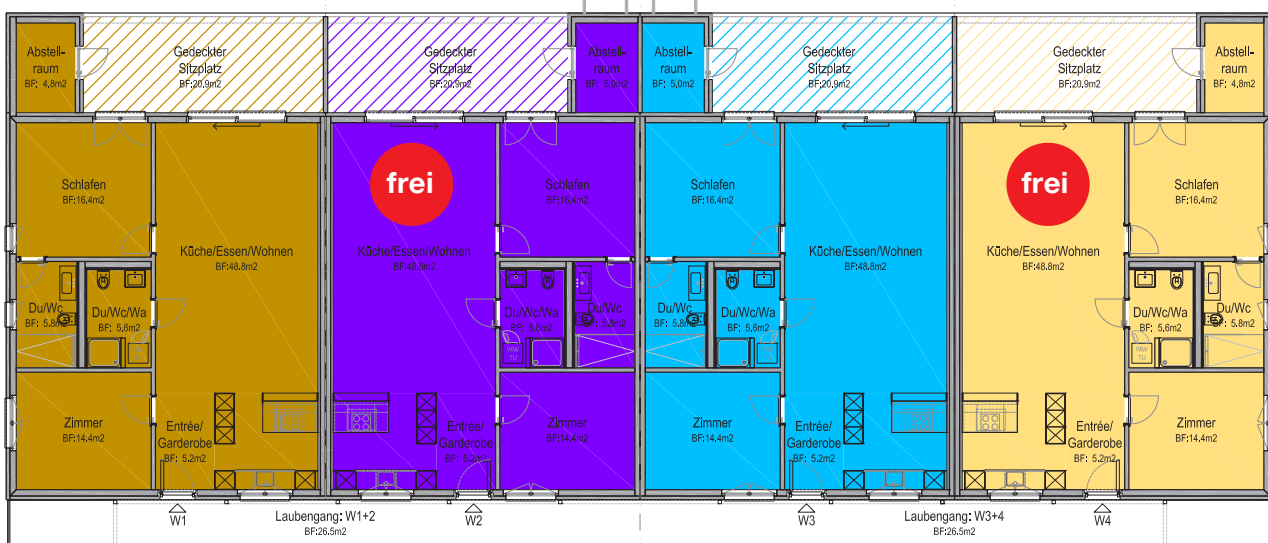 Abstell-
raum
BF: 4,8m2
Gedeckter
Sitzplatz
BF:20.9m2
Gedeckter
Sitzplatz
BF:20.9m2
Abstell-
raum
BF: 5,0m2
Abstell-
raum
BF: 5,0m2
Gedeckter
Sitzplatz
BF:20.9m2
Gedeckter
Sitzplatz
BF:20.9m2
Abstell-
raum
BF: 4,8m2
Schlafen
BF:16,4m2
frei
Schlafen
BF:16,4m2
Schlafen
BF:16,4m2
frei
Schlafen
BF:16,4m2
Küche/Essen/Wohnen
BF:48.8m2
Küche/Essen/Wohnen
BF:48.8m2
Küche/Essen/Wohnen
BF:48.8m2
Küche/Essen/Wohnen
BF:48.8m2
Du/Wc
BF: 5.8m2
Du/Wc/Wa
BF: 5,6m2
Du/Wc/Wa
BF: 5,6m2
WM/
TU
Du/Wc
BF: 5,8m2
Du/Wc
BF: 5.8m2
Du/Wc/Wa
BF: 5,6m2
Du/Wc/Wa
BF: 5,6m2
WM/
TU
Du/Wc
BF: 5,8m2
Zimmer
BF:14,4m2
Entrée/
Garderobe
BF: 5.2m2
Entrée/
Garderobe
BF: 5.2m2
Zimmer
BF:14,4m2
Zimmer
BF:14,4m2
Entrée/
Garderobe
BF: 5.2m2
Entrée/
Garderobe
BF: 5.2m2
Zimmer
BF:14,4m2
W1
Laubengang: W1+2
BF:26.5m2
W2
W3
Laubengang: W3+4
BF:26.5m2
W4